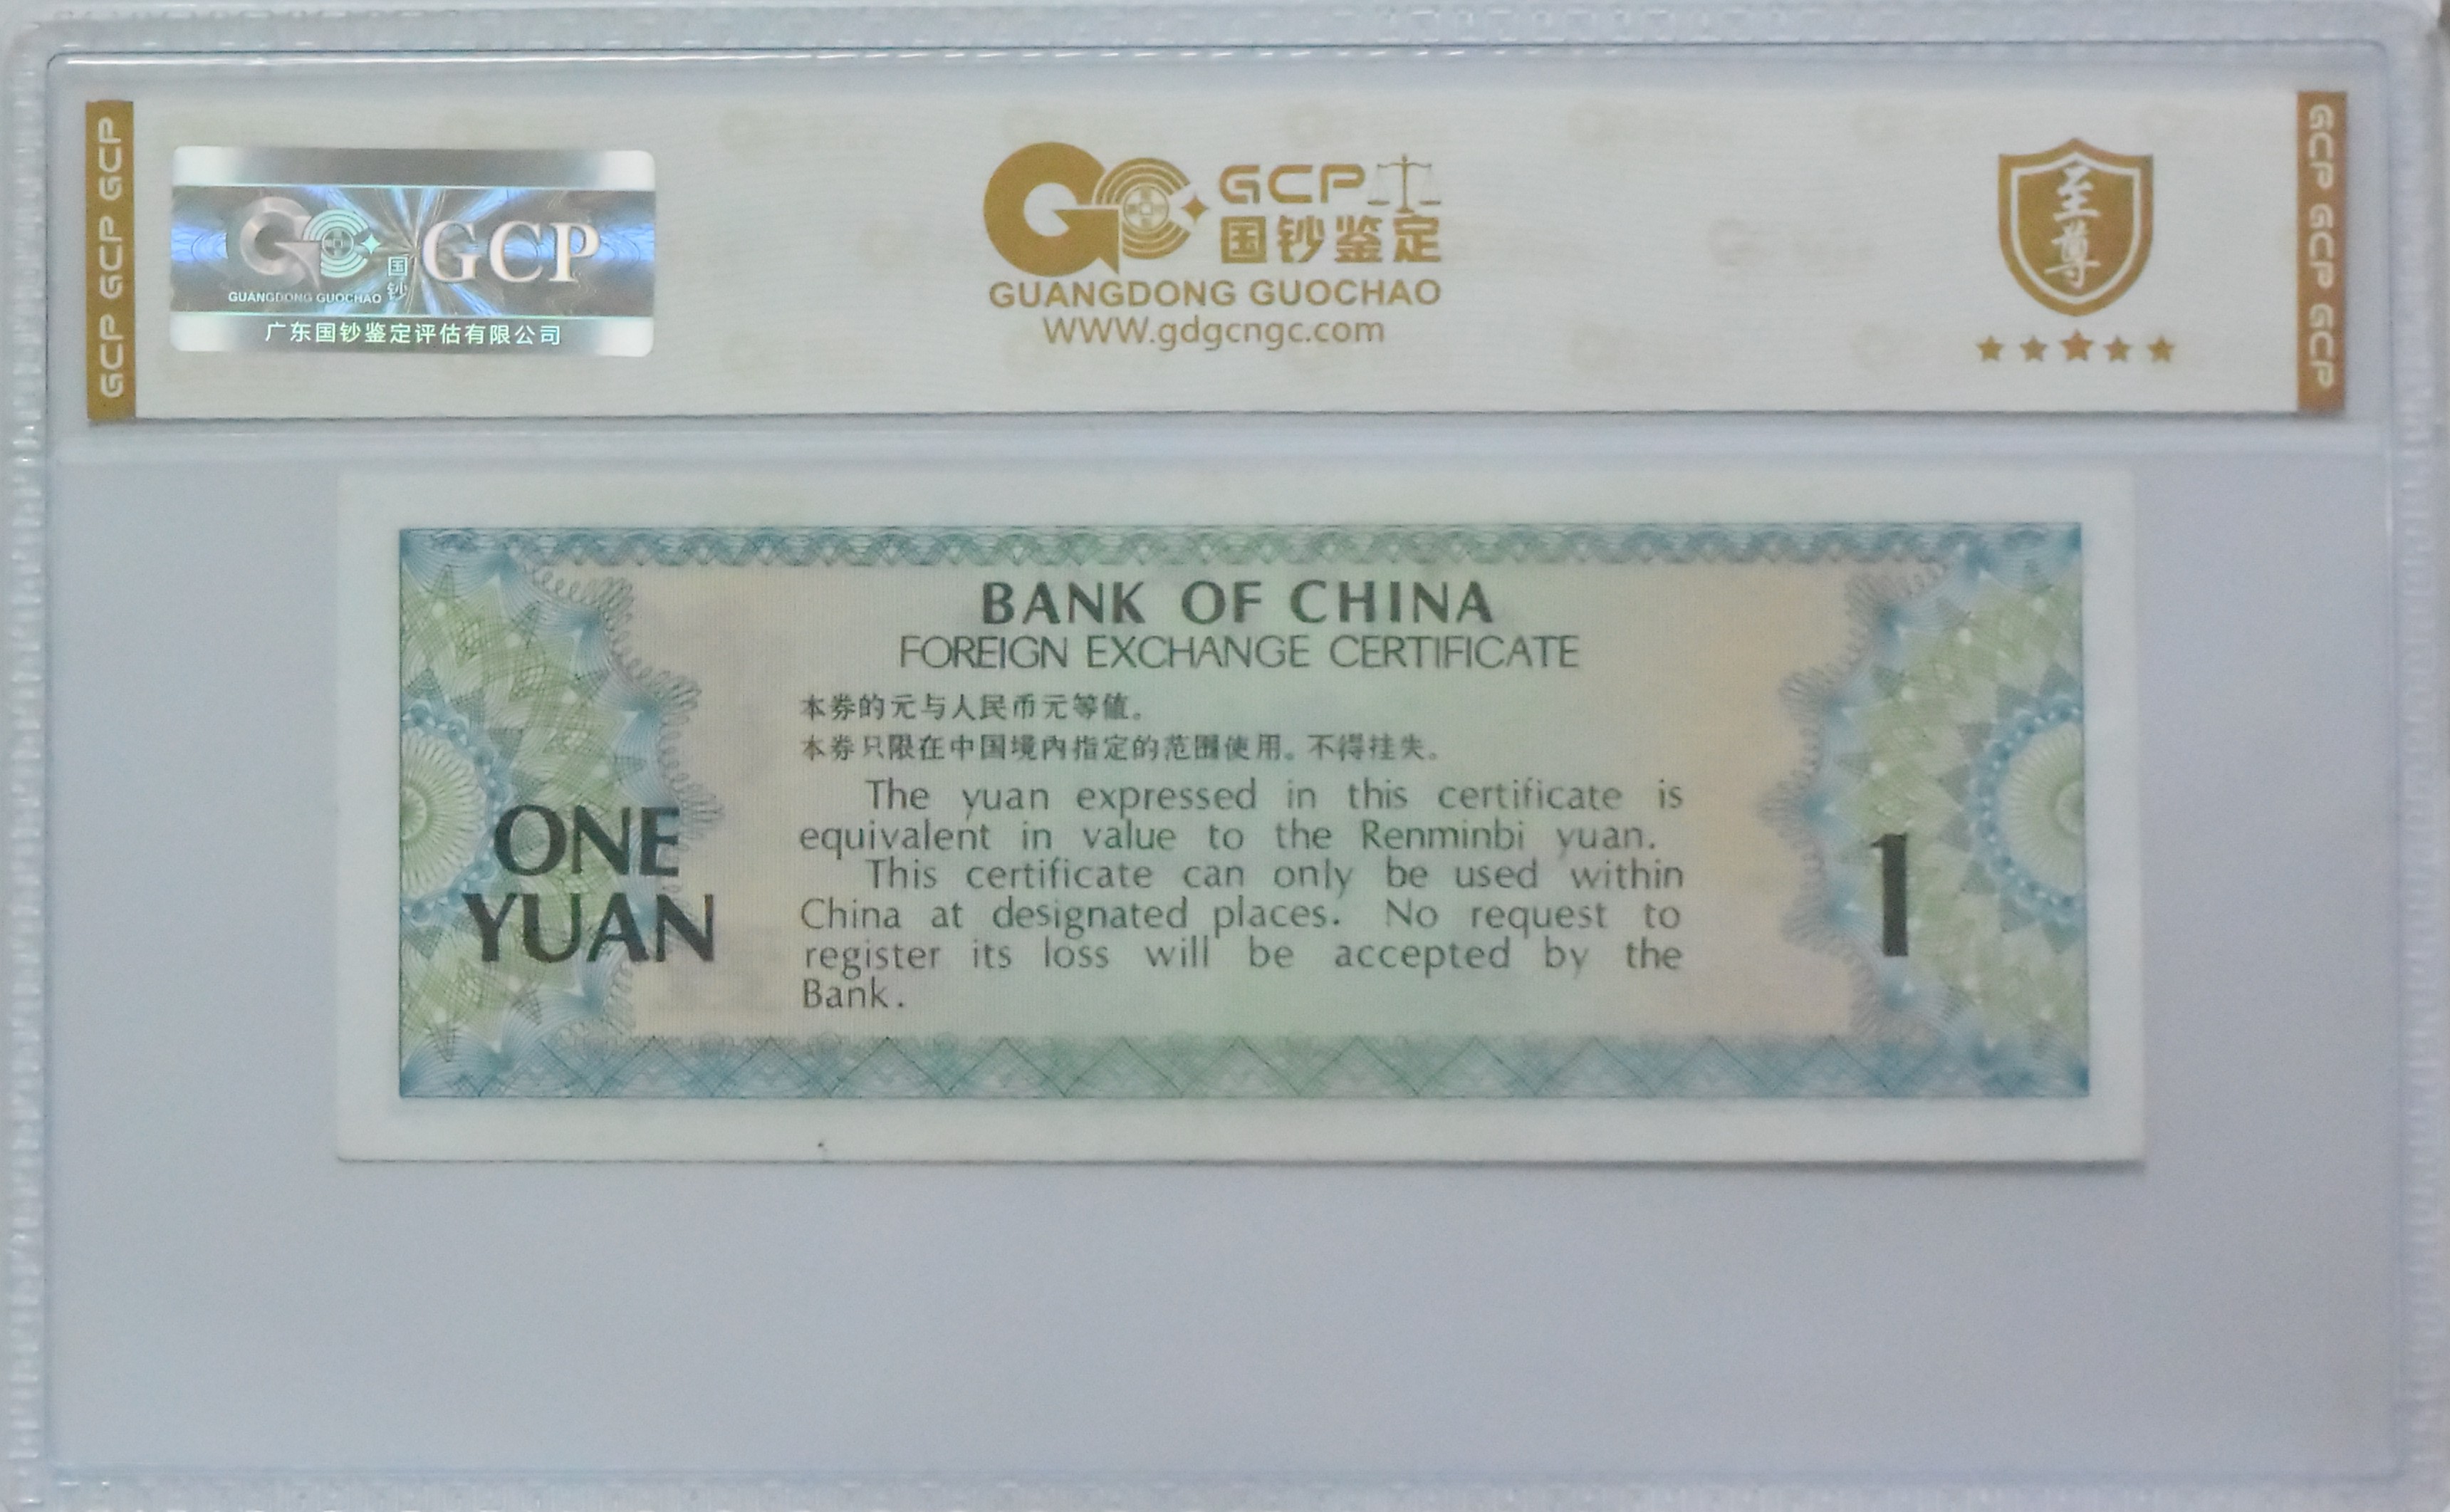 GCP GCP GCP
GUANGDONG GUOCHAO
国钞
GCP
广东国钞鉴定评估有限公司
GCP
国钞鉴定
GUANGDONG GUOCHAO
WWW.gdgcngc.com
至尊
GCP GCP GCP
BANK OF CHINA
FOREIGN EXCHANGE CERTIFICATE
本券的元与人民币元等值。
本券只限在中国境内指定的范围使用。不得挂失。
The yuan expressed in this certificate is
equivalent in value to the Renminbi yuan.
This certificate can only be used within
China at designated places. No request to
register its loss will be accepted by the
Bank.
ONE
YUAN
1